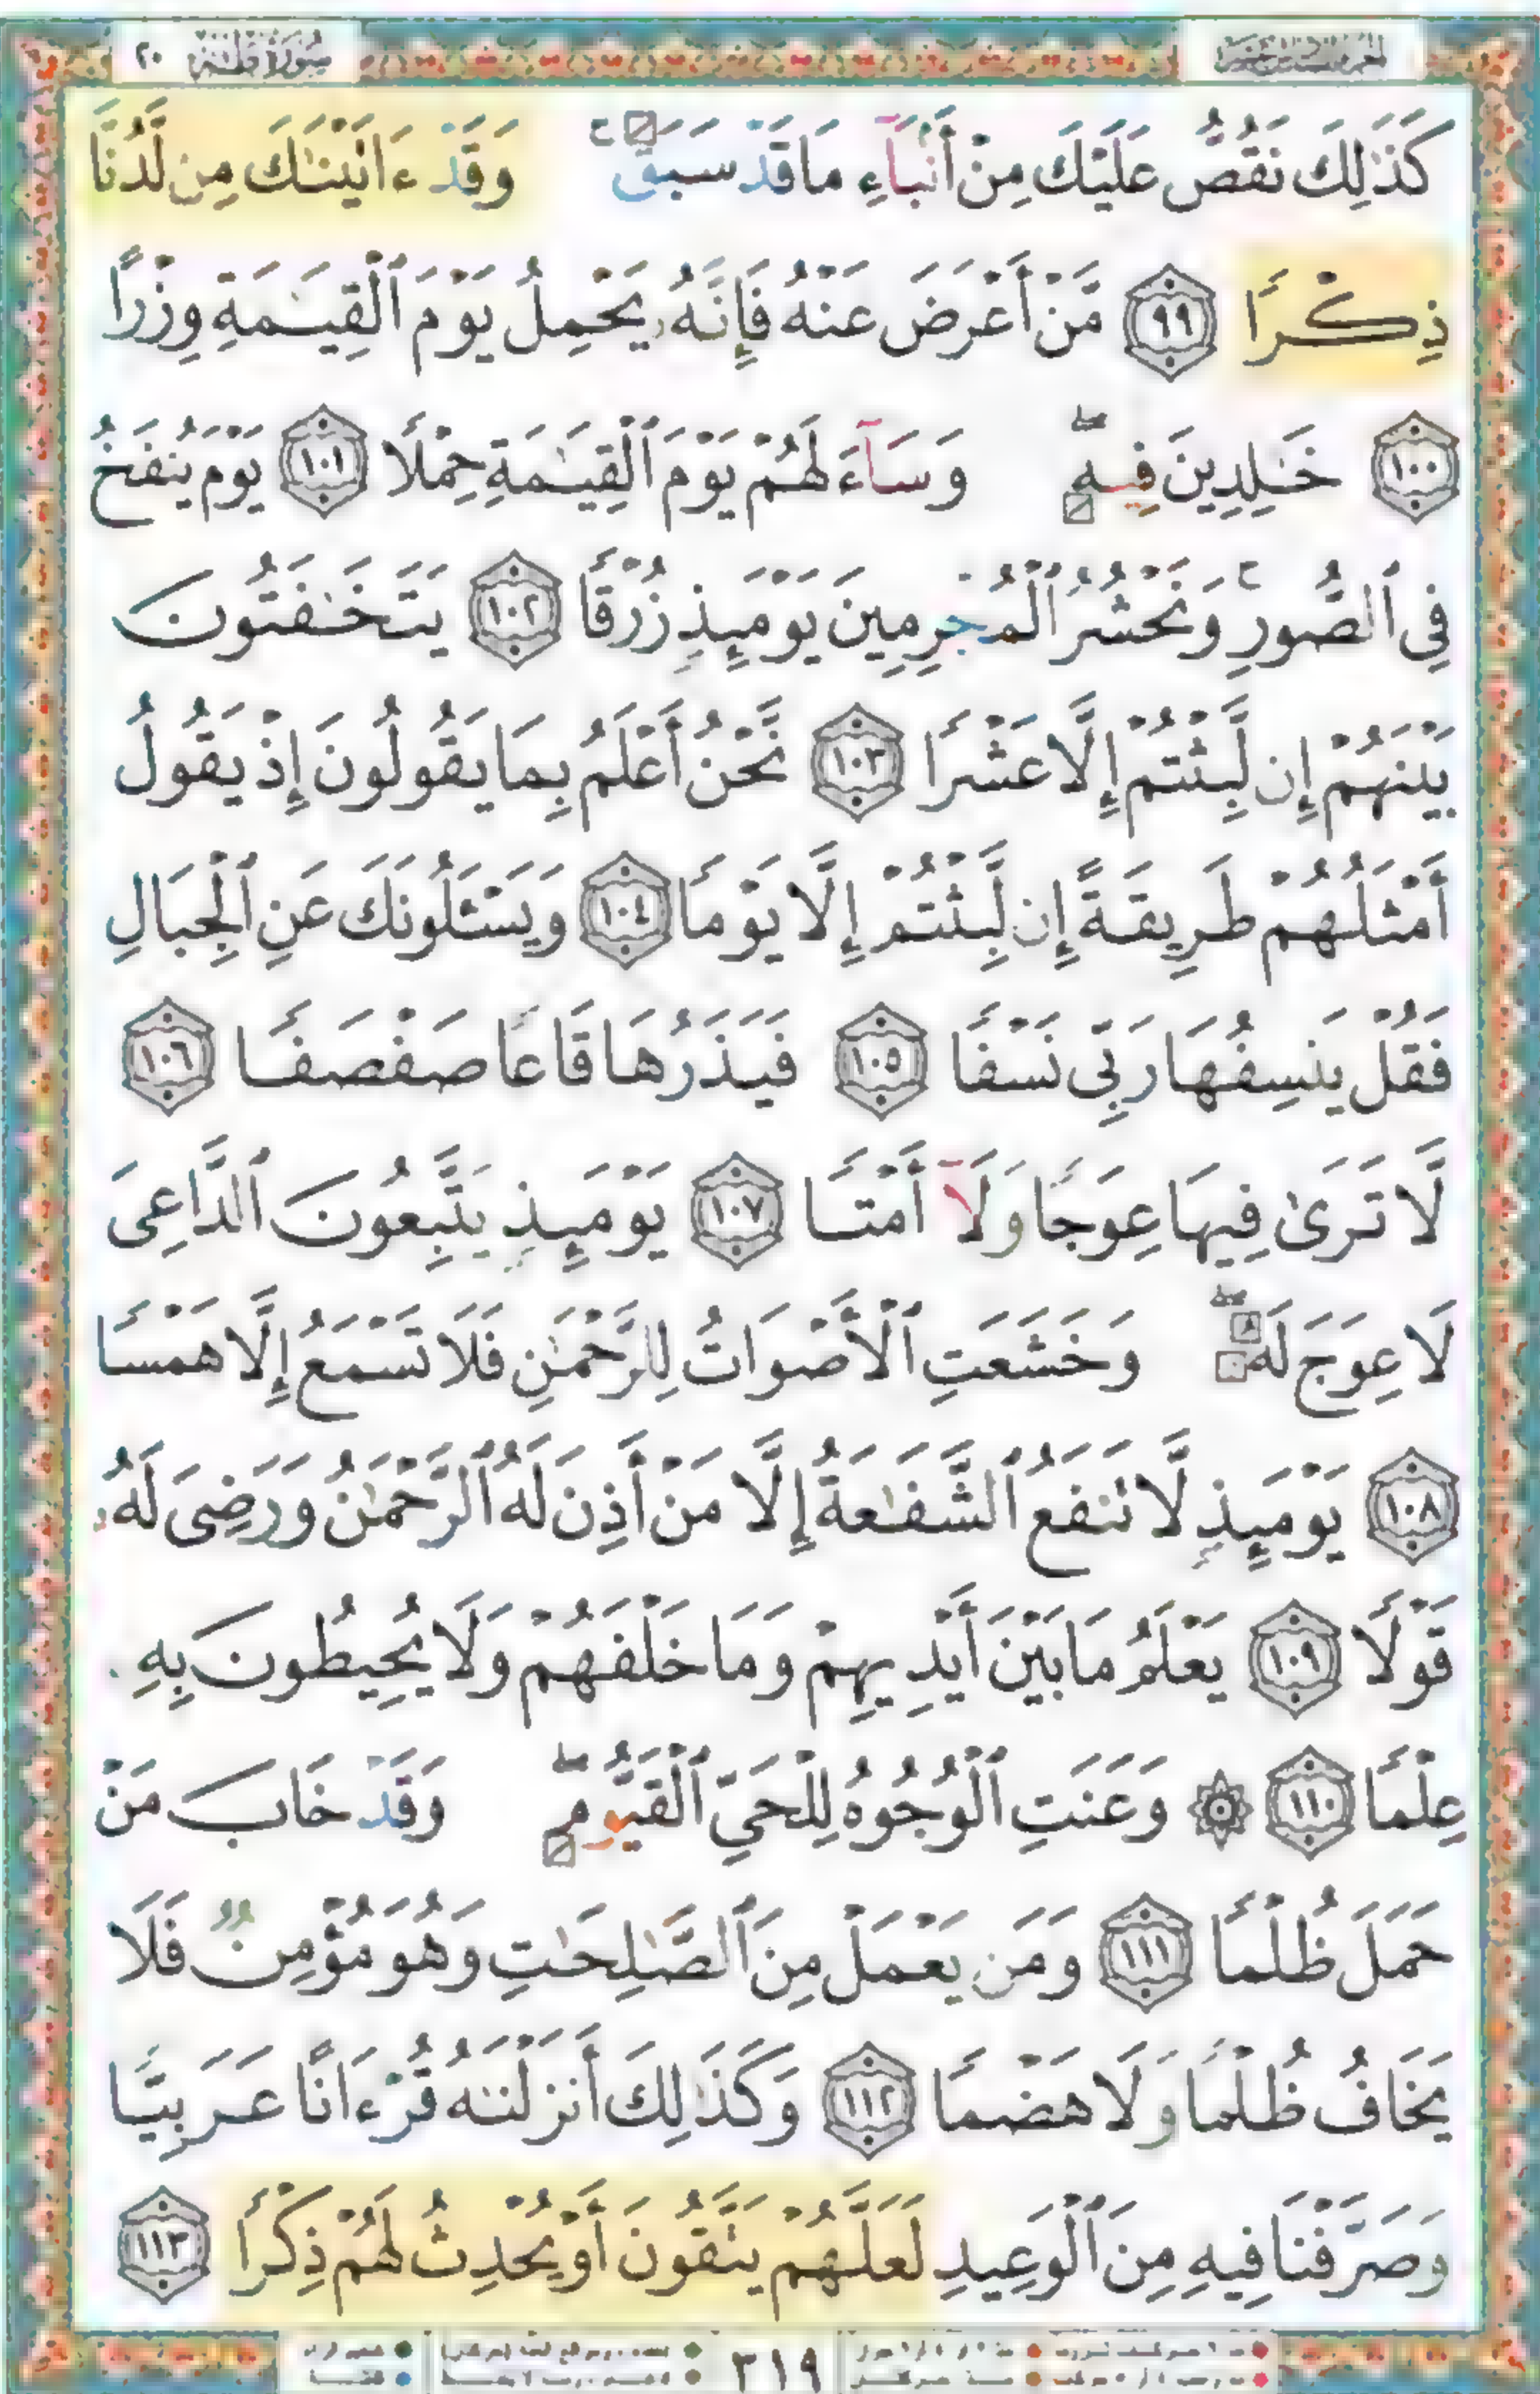 سُورَةُ طه ٢٠
كَذَٰلِكَ نَقُصُّ عَلَيْكَ مِنْ أَنۢبَآءِ مَا قَدْ سَبَقَ ۚ وَقَدْ ءَاتَيْنَـٰكَ مِن لَّدُنَّا
ذِكْرًا ٩٩ مَّنْ أَعْرَضَ عَنْهُ فَإِنَّهُۥ يَحْمِلُ يَوْمَ ٱلْقِيَـٰمَةِ وِزْرًا
١٠٠ خَـٰلِدِينَ فِيهِ ۖ وَسَآءَ لَهُمْ يَوْمَ ٱلْقِيَـٰمَةِ حِمْلًا ١٠١ يَوْمَ يُنفَخُ
فِى ٱلصُّورِ ۚ وَنَحْشُرُ ٱلْمُجْرِمِينَ يَوْمَئِذٍ زُرْقًا ١٠٢ يَتَخَـٰفَتُونَ
بَيْنَهُمْ إِن لَّبِثْتُمْ إِلَّا عَشْرًا ١٠٣ نَّحْنُ أَعْلَمُ بِمَا يَقُولُونَ إِذْ يَقُولُ
أَمْثَلُهُمْ طَرِيقَةً إِن لَّبِثْتُمْ إِلَّا يَوْمًا ١٠٤ وَيَسْـَٔلُونَكَ عَنِ ٱلْجِبَالِ
فَقُلْ يَنسِفُهَا رَبِّى نَسْفًا ١٠٥ فَيَذَرُهَا قَاعًا صَفْصَفًا ١٠٦
لَّا تَرَىٰ فِيهَا عِوَجًا وَلَآ أَمْتًا ١٠٧ يَوْمَئِذٍ يَتَّبِعُونَ ٱلدَّاعِىَ
لَا عِوَجَ لَهُۥ ۖ وَخَشَعَتِ ٱلْأَصْوَاتُ لِلرَّحْمَـٰنِ فَلَا تَسْمَعُ إِلَّا هَمْسًا
١٠٨ يَوْمَئِذٍ لَّا تَنفَعُ ٱلشَّفَـٰعَةُ إِلَّا مَنْ أَذِنَ لَهُ ٱلرَّحْمَـٰنُ وَرَضِىَ لَهُۥ
قَوْلًا ١٠٩ يَعْلَمُ مَا بَيْنَ أَيْدِيهِمْ وَمَا خَلْفَهُمْ وَلَا يُحِيطُونَ بِهِۦ
عِلْمًا ١١٠ ۞ وَعَنَتِ ٱلْوُجُوهُ لِلْحَىِّ ٱلْقَيُّومِ ۖ وَقَدْ خَابَ مَنْ
حَمَلَ ظُلْمًا ١١١ وَمَن يَعْمَلْ مِنَ ٱلصَّـٰلِحَـٰتِ وَهُوَ مُؤْمِنٌ فَلَا
يَخَافُ ظُلْمًا وَلَا هَضْمًا ١١٢ وَكَذَٰلِكَ أَنزَلْنَـٰهُ قُرْءَانًا عَرَبِيًّا
وَصَرَّفْنَا فِيهِ مِنَ ٱلْوَعِيدِ لَعَلَّهُمْ يَتَّقُونَ أَوْ يُحْدِثُ لَهُمْ ذِكْرًا ١١٣
٣١٩